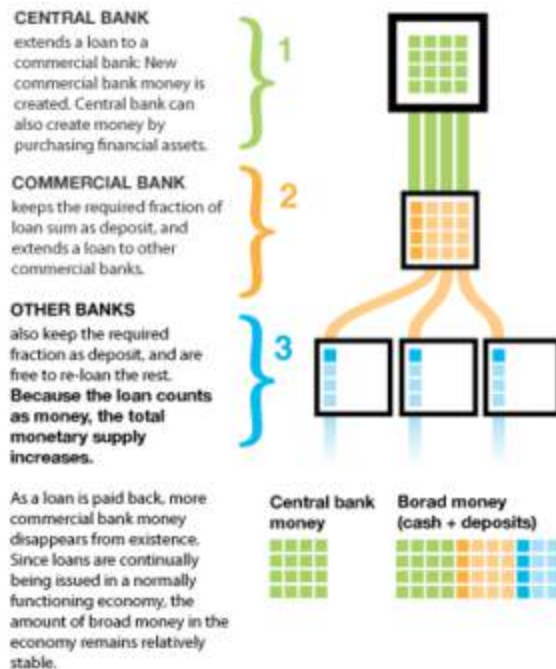 CENTRAL BANK
extends a loan to a
commercial bank: New
commercial bank money is
created. Central bank can
also create money by
purchasing financial assets.
1
COMMERCIAL BANK
keeps the required fraction of
loan sum as deposit, and
extends a loan to other
commercial banks.
2
OTHER BANKS
also keep the required
fraction as deposit, and are
free to re-loan the rest.
Because the loan counts
as money, the total
monetary supply
increases.
3
As a loan is paid back, more
commercial bank money
disappears from existence.
Since loans are continually
being issued in a normally
functioning economy, the
amount of broad money in the
economy remains relatively
stable.
Central bank
money
Borad money
(cash + deposits)